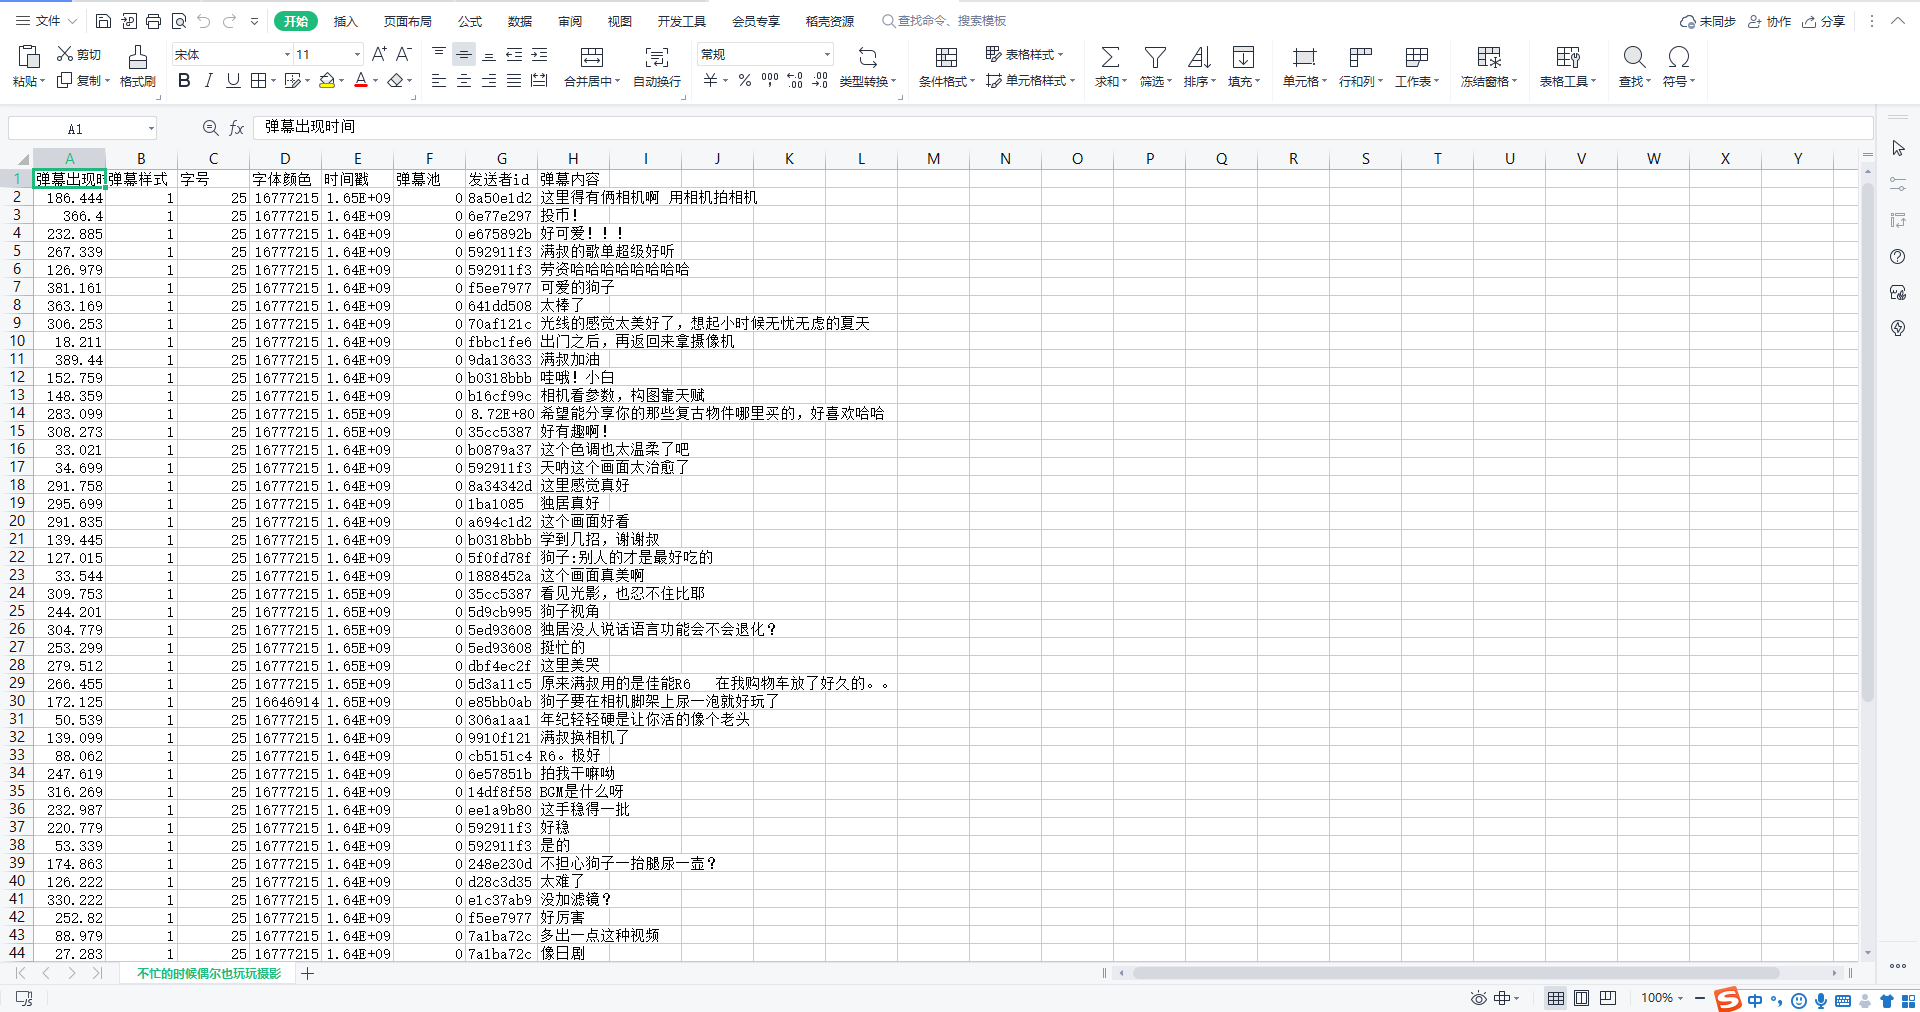 文件 开始 插入 页面布局 公式 数据 审阅 视图 开发工具 会员专享 稻壳资源 查找命令、搜索模板 未同步 协作 分享
粘贴 剪切 复制 格式刷 宋体 11 合并居中 自动换行 常规 类型转换 条件格式 表格样式 单元格样式 求和 筛选 排序 填充 单元格 行和列 工作表 冻结窗格 表格工具 查找 符号
A1 fx 弹幕出现时间
A B C D E F G H I J K L M N O P Q R S T U V W X Y
1 弹幕出现时 弹幕样式 字号 字体颜色 时间戳 弹幕池 发送者id 弹幕内容
2 186.444 1 25 16777215 1.65E+09 0 8a50e1d2 这里得有俩相机啊 用相机拍相机
3 366.4 1 25 16777215 1.64E+09 0 6e77e297 投币！
4 232.885 1 25 16777215 1.64E+09 0 e675892b 好可爱！！！
5 267.339 1 25 16777215 1.64E+09 0 592911f3 满叔的歌单超级好听
6 126.979 1 25 16777215 1.64E+09 0 592911f3 劳资哈哈哈哈哈哈哈哈
7 381.161 1 25 16777215 1.64E+09 0 f5ee7977 可爱的狗子
8 363.169 1 25 16777215 1.64E+09 0 641dd508 太棒了
9 306.253 1 25 16777215 1.64E+09 0 70af121c 光线的感觉太美好了，想起小时候无忧无虑的夏天
10 18.211 1 25 16777215 1.64E+09 0 fbbc1fe6 出门之后，再返回来拿摄像机
11 389.44 1 25 16777215 1.64E+09 0 9da13633 满叔加油
12 152.759 1 25 16777215 1.64E+09 0 b0318bbb 哇哦！小白
13 148.359 1 25 16777215 1.64E+09 0 b16cf99c 相机看参数，构图靠天赋
14 283.099 1 25 16777215 1.65E+09 0 8.72E+80 希望能分享你的那些复古物件哪里买的，好喜欢哈哈
15 308.273 1 25 16777215 1.65E+09 0 35cc5387 好有趣啊！
16 33.021 1 25 16777215 1.64E+09 0 b0879a37 这个色调也太温柔了吧
17 34.699 1 25 16777215 1.64E+09 0 592911f3 天呐这个画面太治愈了
18 291.758 1 25 16777215 1.64E+09 0 8a34342d 这里感觉真好
19 295.699 1 25 16777215 1.64E+09 0 1ba1085 独居真好
20 291.835 1 25 16777215 1.64E+09 0 a694c1d2 这个画面好看
21 139.445 1 25 16777215 1.64E+09 0 b0318bbb 学到几招，谢谢叔
22 127.015 1 25 16777215 1.64E+09 0 5f0fd78f 狗子:别人的才是最好吃的
23 33.544 1 25 16777215 1.64E+09 0 1888452a 这个画面真美啊
24 309.753 1 25 16777215 1.65E+09 0 35cc5387 看见光影，也忍不住比耶
25 244.201 1 25 16777215 1.65E+09 0 5d9cb995 狗子视角
26 304.779 1 25 16777215 1.65E+09 0 5ed93608 独居没人说话语言功能会不会退化？
27 253.299 1 25 16777215 1.65E+09 0 5ed93608 挺忙的
28 279.512 1 25 16777215 1.65E+09 0 dbf4ec2f 这里美哭
29 266.455 1 25 16777215 1.65E+09 0 5d3a11c5 原来满叔用的是佳能R6 在我购物车放了好久的。。
30 172.125 1 25 16646914 1.65E+09 0 e85bb0ab 狗子要在相机脚架上尿一泡就好玩了
31 50.539 1 25 16777215 1.64E+09 0 306a1aa1 年纪轻轻硬是让你活的像个老头
32 139.099 1 25 16777215 1.64E+09 0 9910f121 满叔换相机了
33 88.062 1 25 16777215 1.64E+09 0 cb5151c4 R6。极好
34 247.619 1 25 16777215 1.64E+09 0 6e57851b 拍我干嘛呦
35 316.269 1 25 16777215 1.64E+09 0 14df8f58 BGM是什么呀
36 232.987 1 25 16777215 1.64E+09 0 ee1a9b80 这手稳得一批
37 220.779 1 25 16777215 1.64E+09 0 592911f3 好稳
38 53.339 1 25 16777215 1.64E+09 0 592911f3 是的
39 174.863 1 25 16777215 1.64E+09 0 248e230d 不担心狗子一抬腿尿一壶？
40 126.222 1 25 16777215 1.64E+09 0 d28c3d35 太难了
41 330.222 1 25 16777215 1.64E+09 0 e1c37ab9 没加滤镜？
42 252.82 1 25 16777215 1.64E+09 0 f5ee7977 好厉害
43 88.979 1 25 16777215 1.64E+09 0 7a1ba72c 多出一点这种视频
44 27.283 1 25 16777215 1.64E+09 0 7a1ba72c 像日剧
不忙的时候偶尔也玩玩摄影
100% 中